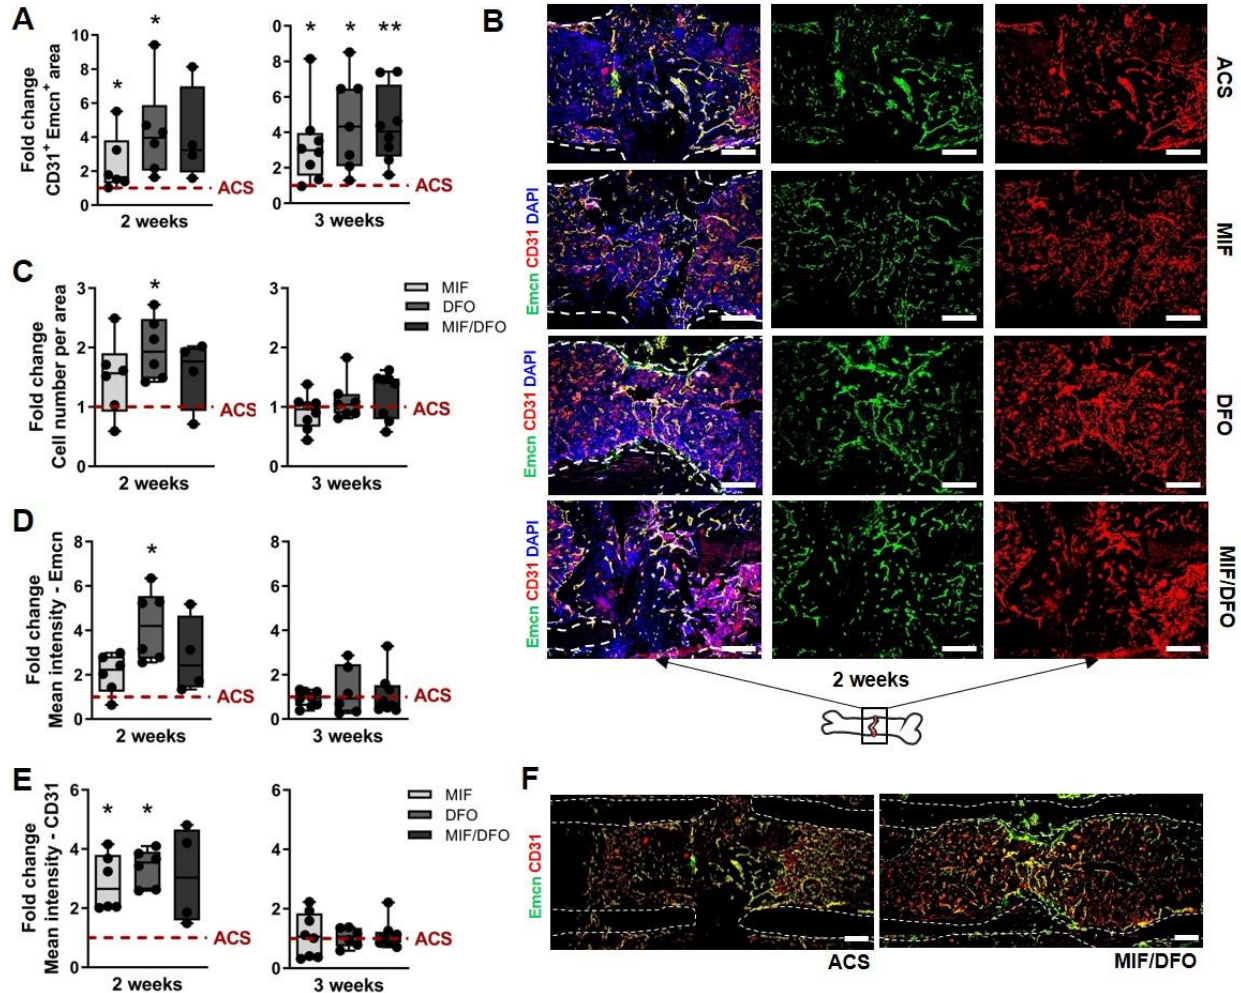 A
Fold change
CD31+ Emcn+ area
10
8
6
4
2
0
*
*
ACS
2 weeks
0
0
6
4
2
0
*
*
**
ACS
3 weeks
B
Emcn CD31 DAPI
ACS
Emcn CD31 DAPI
MIF
Emcn CD31 DAPI
DFO
Emcn CD31 DAPI
MIF/DFO
2 weeks
C
Fold change
Cell number per area
3
2
1
0
*
ACS
2 weeks
3
2
1
0
ACS
3 weeks
MIF
DFO
MIF/DFO
D
Fold change
Mean intensity - Emcn
8
6
4
2
0
*
ACS
2 weeks
8
6
4
2
0
ACS
3 weeks
E
Fold change
Mean intensity - CD31
6
4
2
0
*
*
ACS
2 weeks
6
4
2
0
ACS
3 weeks
MIF
DFO
MIF/DFO
F
Emcn CD31
ACS
MIF/DFO